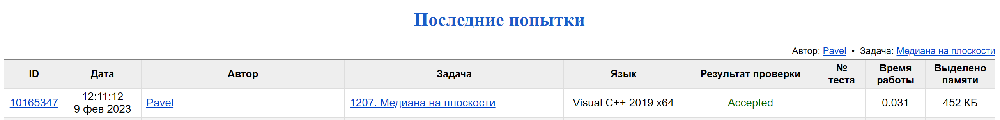 Последние попытки
Автор: Pavel • Задача: Медиана на плоскости
ID Дата Автор Задача Язык Результат проверки № теста Время работы Выделено памяти
10165347 12:11:12 9 фев 2023 Pavel 1207. Медиана на плоскости Visual C++ 2019 x64 Accepted 0.031 452 КБ